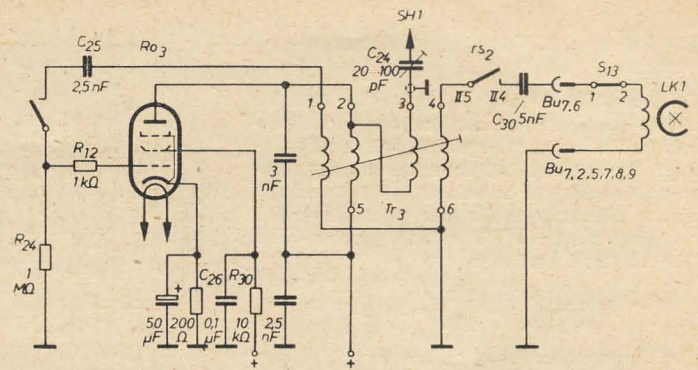 SH1
C25
Ro3
C24
rs2
S13
LK1
2,5nF
20 100
pF
1
2
3
4
II5
II4
C30 5nF
Bu7,6
1
2
R12
1kΩ
3
nF
Bu7,2,5,7,8,9
5
Tr3
6
R24
1
MΩ
C26
R30
+
50
µF
200
Ω
0,1
µF
10
kΩ
2,5
nF
+
+